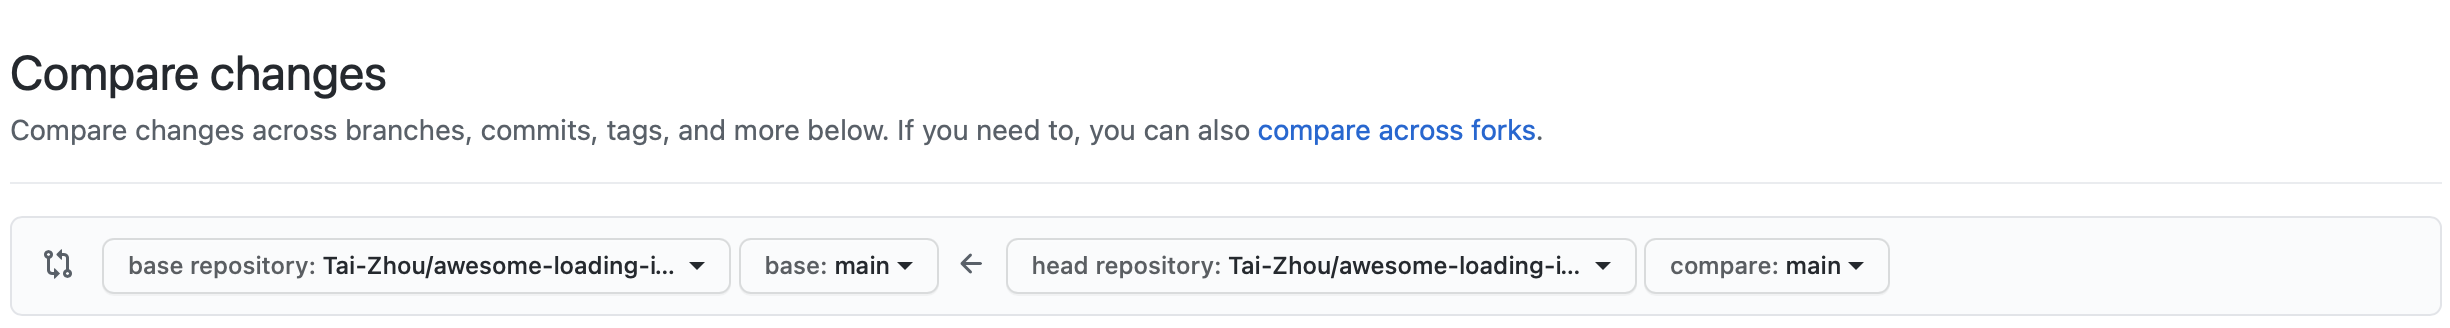 Compare changes
Compare changes across branches, commits, tags, and more below. If you need to, you can also compare across forks.
base repository: Tai-Zhou/awesome-loading-i... base: main ← head repository: Tai-Zhou/awesome-loading-i... compare: main